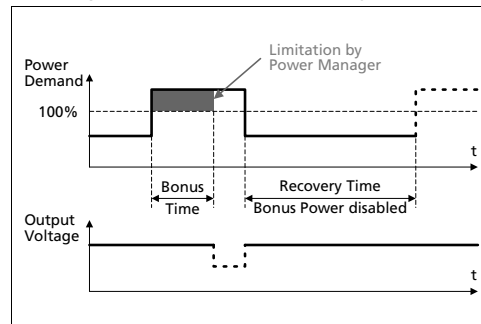 Limitation by
Power Manager
Power
Demand
100%
t
Bonus
Time
Recovery Time
Bonus Power disabled
Output
Voltage
t